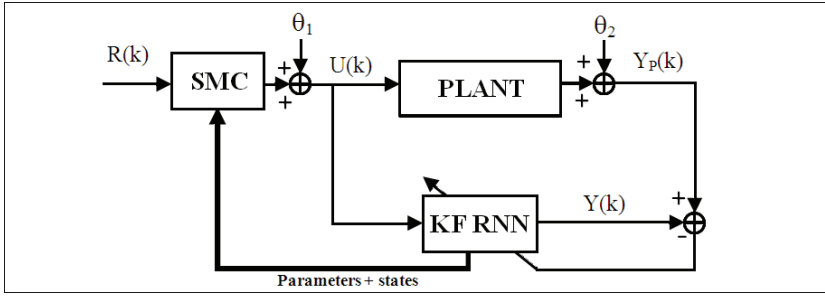 θ1
θ2
R(k)
SMC
+
+
U(k)
PLANT
+
+
YP(k)
KF RNN
Y(k)
+
-
Parameters + states